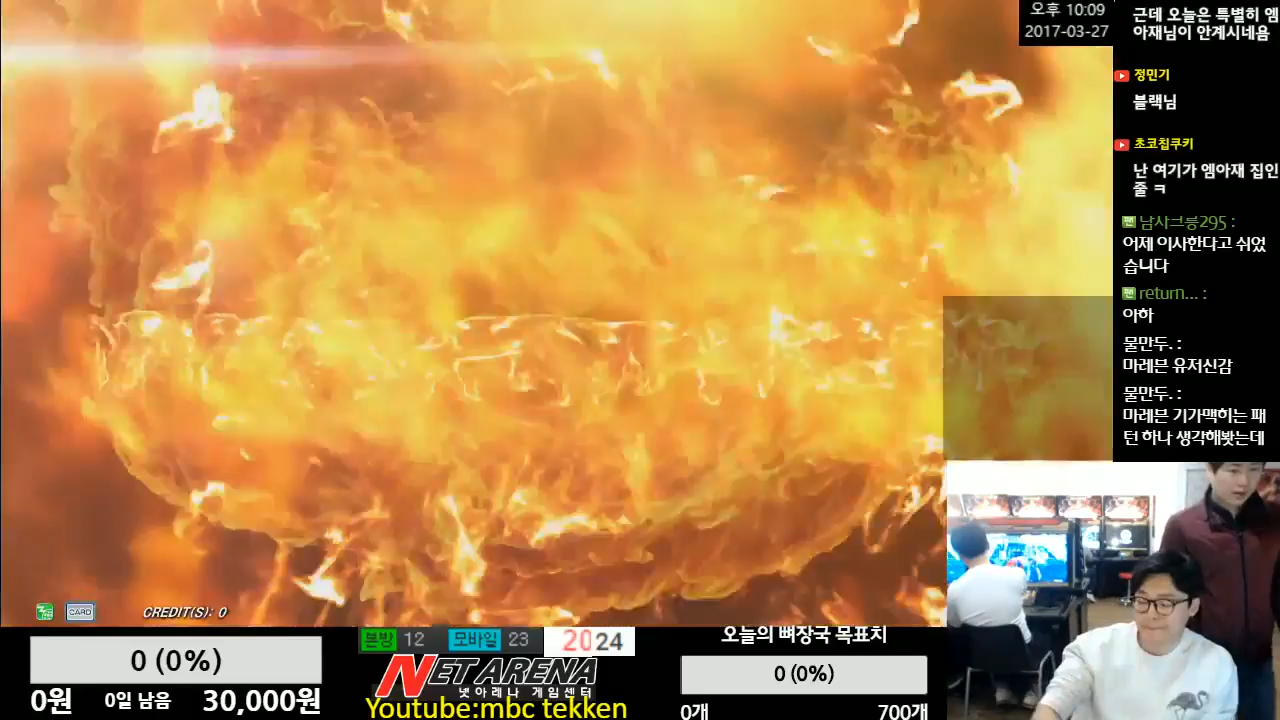 오후 10:09
2017-03-27
근데 오늘은 특별히 엠
아재님이 안계시네욤
정민기
블랙님
초코칩쿠키
난 여기가 엠아재 집인
줄 ㅋ
팬 남사크릉295 :
어제 이사한다고 쉬었
습니다
팬 return... :
아하
물만두. :
마레븐 유저신감
물만두. :
마레븐 기가맥히는 패
턴 하나 생각해봤는데
CARD
CREDIT(S): 0
0 (0%)
0원 0일 남음 30,000원
본방 12 모바일 23 2024
NET ARENA
넷아레나 게임센터
Youtube:mbc tekken
오늘의 뼈장국 목표치
0 (0%)
0개 700개